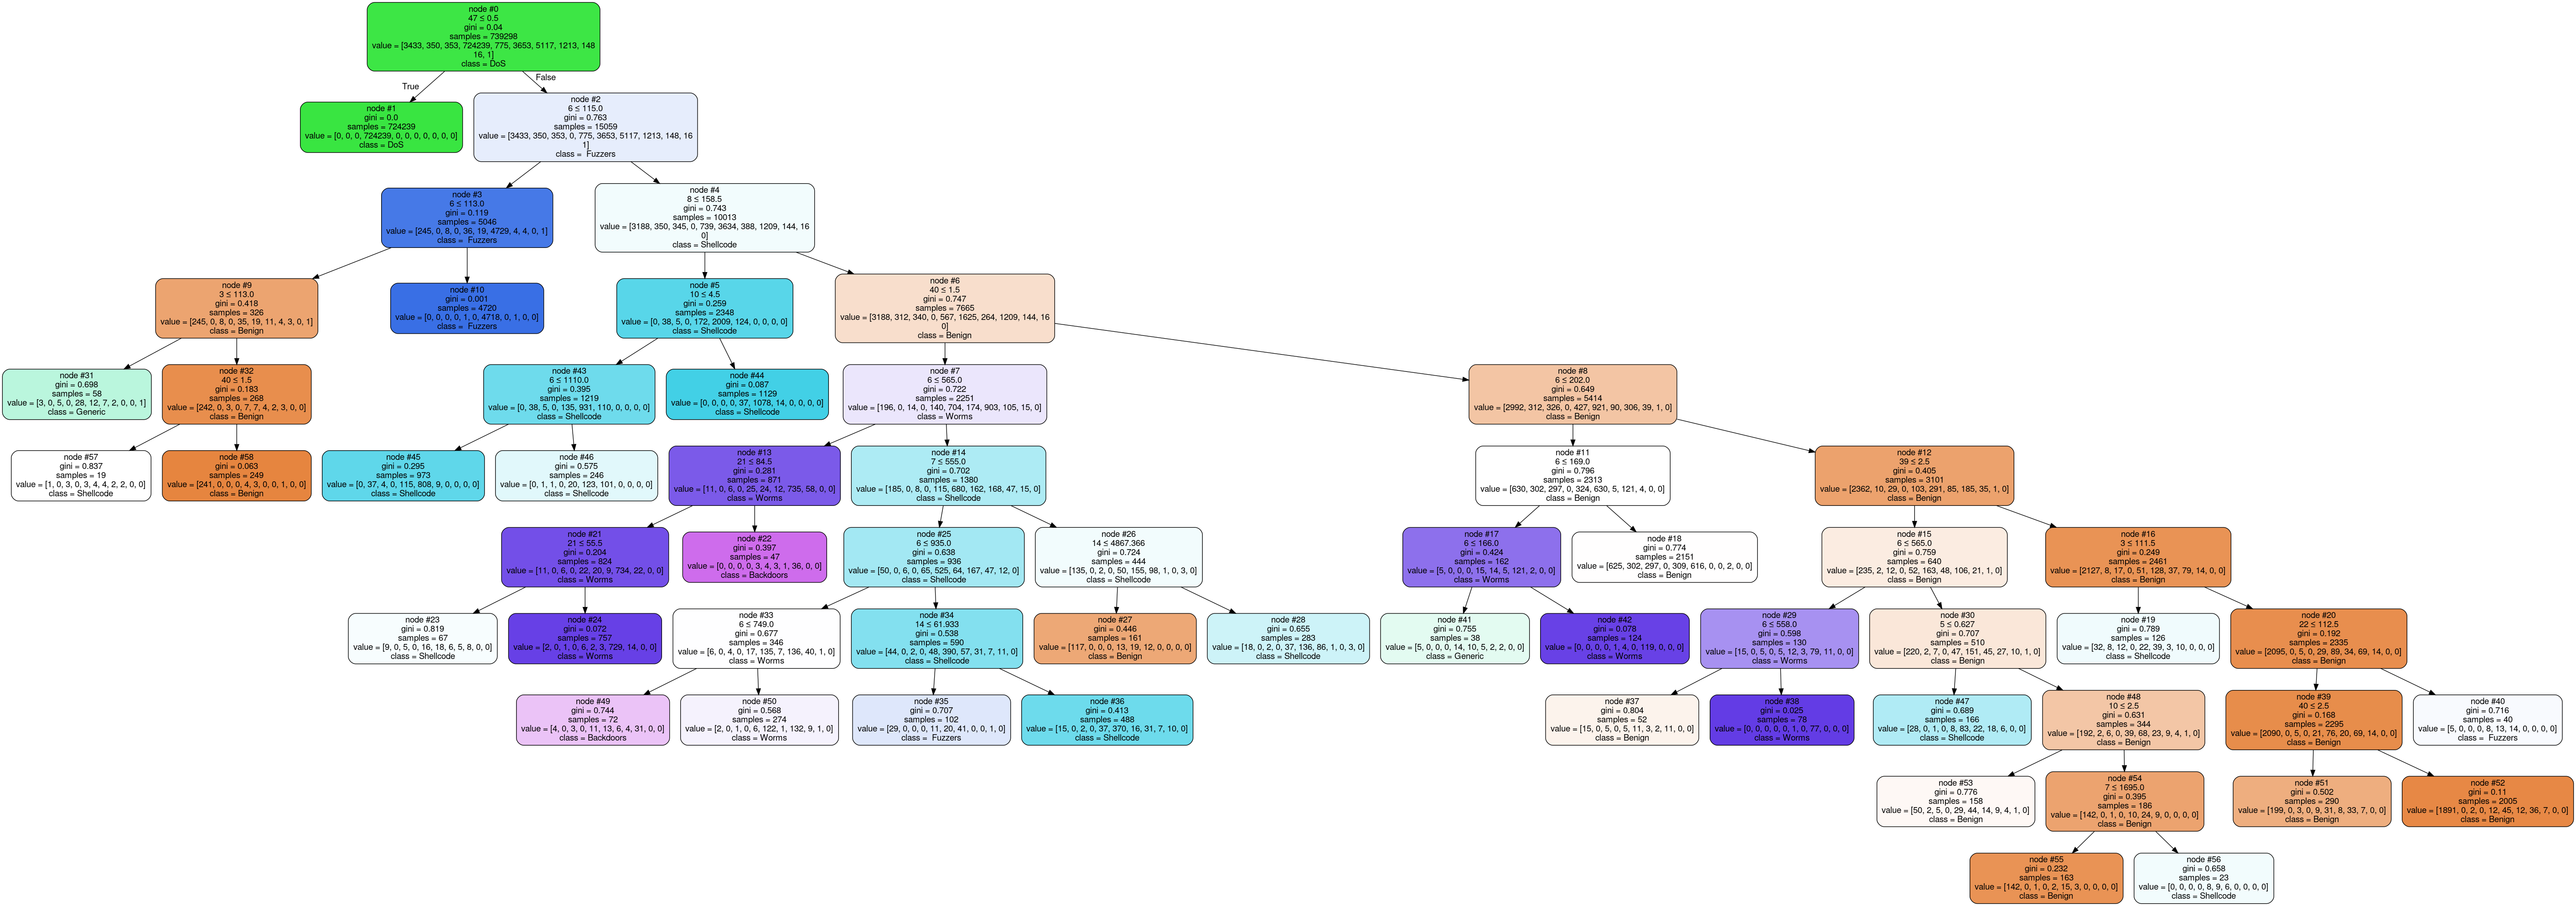 node #0
47 ≤ 0.5
gini = 0.04
samples = 739298
value = [3433, 350, 353, 724239, 775, 3653, 5117, 1213, 148
16, 1]
class = DoS
True
False
node #1
gini = 0.0
samples = 724239
value = [0, 0, 0, 724239, 0, 0, 0, 0, 0, 0, 0]
class = DoS
node #2
6 ≤ 115.0
gini = 0.763
samples = 15059
value = [3433, 350, 353, 0, 775, 3653, 5117, 1213, 148, 16
1]
class = Fuzzers
node #3
6 ≤ 113.0
gini = 0.119
samples = 5046
value = [245, 0, 8, 0, 36, 19, 4729, 4, 4, 0, 1]
class = Fuzzers
node #4
8 ≤ 158.5
gini = 0.743
samples = 10013
value = [3188, 350, 345, 0, 739, 3634, 388, 1209, 144, 16
0]
class = Shellcode
node #9
3 ≤ 113.0
gini = 0.418
samples = 326
value = [245, 0, 8, 0, 35, 19, 11, 4, 3, 0, 1]
class = Benign
node #10
gini = 0.001
samples = 4720
value = [0, 0, 0, 0, 1, 0, 4718, 0, 1, 0, 0]
class = Fuzzers
node #5
10 ≤ 4.5
gini = 0.259
samples = 2348
value = [0, 38, 5, 0, 172, 2009, 124, 0, 0, 0, 0]
class = Shellcode
node #6
40 ≤ 1.5
gini = 0.747
samples = 7665
value = [3188, 312, 340, 0, 567, 1625, 264, 1209, 144, 16
0]
class = Benign
node #31
gini = 0.698
samples = 58
value = [3, 0, 5, 0, 28, 12, 7, 2, 0, 0, 1]
class = Generic
node #32
40 ≤ 1.5
gini = 0.183
samples = 268
value = [242, 0, 3, 0, 7, 7, 4, 2, 3, 0, 0]
class = Benign
node #43
6 ≤ 1110.0
gini = 0.395
samples = 1219
value = [0, 38, 5, 0, 135, 931, 110, 0, 0, 0, 0]
class = Shellcode
node #44
gini = 0.087
samples = 1129
value = [0, 0, 0, 0, 37, 1078, 14, 0, 0, 0, 0]
class = Shellcode
node #7
6 ≤ 565.0
gini = 0.722
samples = 2251
value = [196, 0, 14, 0, 140, 704, 174, 903, 105, 15, 0]
class = Worms
node #8
6 ≤ 202.0
gini = 0.649
samples = 5414
value = [2992, 312, 326, 0, 427, 921, 90, 306, 39, 1, 0]
class = Benign
node #57
gini = 0.837
samples = 19
value = [1, 0, 3, 0, 3, 4, 4, 2, 2, 0, 0]
class = Shellcode
node #58
gini = 0.063
samples = 249
value = [241, 0, 0, 0, 4, 3, 0, 0, 1, 0, 0]
class = Benign
node #45
gini = 0.295
samples = 973
value = [0, 37, 4, 0, 115, 808, 9, 0, 0, 0, 0]
class = Shellcode
node #46
gini = 0.575
samples = 246
value = [0, 1, 1, 0, 20, 123, 101, 0, 0, 0, 0]
class = Shellcode
node #13
21 ≤ 84.5
gini = 0.281
samples = 871
value = [11, 0, 6, 0, 25, 24, 12, 735, 58, 0, 0]
class = Worms
node #14
7 ≤ 555.0
gini = 0.702
samples = 1380
value = [185, 0, 8, 0, 115, 680, 162, 168, 47, 15, 0]
class = Shellcode
node #11
6 ≤ 169.0
gini = 0.796
samples = 2313
value = [630, 302, 297, 0, 324, 630, 5, 121, 4, 0, 0]
class = Benign
node #12
39 ≤ 2.5
gini = 0.405
samples = 3101
value = [2362, 10, 29, 0, 103, 291, 85, 185, 35, 1, 0]
class = Benign
node #21
21 ≤ 55.5
gini = 0.204
samples = 824
value = [11, 0, 6, 0, 22, 20, 9, 734, 22, 0, 0]
class = Worms
node #22
gini = 0.397
samples = 47
value = [0, 0, 0, 0, 3, 4, 3, 1, 36, 0, 0]
class = Backdoors
node #25
6 ≤ 935.0
gini = 0.638
samples = 936
value = [50, 0, 6, 0, 65, 525, 64, 167, 47, 12, 0]
class = Shellcode
node #26
14 ≤ 4867.366
gini = 0.724
samples = 444
value = [135, 0, 2, 0, 50, 155, 98, 1, 0, 3, 0]
class = Shellcode
node #17
6 ≤ 166.0
gini = 0.424
samples = 162
value = [5, 0, 0, 0, 15, 14, 5, 121, 2, 0, 0]
class = Worms
node #18
gini = 0.774
samples = 2151
value = [625, 302, 297, 0, 309, 616, 0, 0, 2, 0, 0]
class = Benign
node #15
6 ≤ 565.0
gini = 0.759
samples = 640
value = [235, 2, 12, 0, 52, 163, 48, 106, 21, 1, 0]
class = Benign
node #16
3 ≤ 111.5
gini = 0.249
samples = 2461
value = [2127, 8, 17, 0, 51, 128, 37, 79, 14, 0, 0]
class = Benign
node #23
gini = 0.819
samples = 67
value = [9, 0, 5, 0, 16, 18, 6, 5, 8, 0, 0]
class = Shellcode
node #24
gini = 0.072
samples = 757
value = [2, 0, 1, 0, 6, 2, 3, 729, 14, 0, 0]
class = Worms
node #33
6 ≤ 749.0
gini = 0.677
samples = 346
value = [6, 0, 4, 0, 17, 135, 7, 136, 40, 1, 0]
class = Worms
node #34
14 ≤ 61.933
gini = 0.538
samples = 590
value = [44, 0, 2, 0, 48, 390, 57, 31, 7, 11, 0]
class = Shellcode
node #27
gini = 0.446
samples = 161
value = [117, 0, 0, 0, 13, 19, 12, 0, 0, 0, 0]
class = Benign
node #28
gini = 0.655
samples = 283
value = [18, 0, 2, 0, 37, 136, 86, 1, 0, 3, 0]
class = Shellcode
node #41
gini = 0.755
samples = 38
value = [5, 0, 0, 0, 14, 10, 5, 2, 2, 0, 0]
class = Generic
node #42
gini = 0.078
samples = 124
value = [0, 0, 0, 0, 1, 4, 0, 119, 0, 0, 0]
class = Worms
node #29
6 ≤ 558.0
gini = 0.598
samples = 130
value = [15, 0, 5, 0, 5, 12, 3, 79, 11, 0, 0]
class = Worms
node #30
5 ≤ 0.627
gini = 0.707
samples = 510
value = [220, 2, 7, 0, 47, 151, 45, 27, 10, 1, 0]
class = Benign
node #19
gini = 0.789
samples = 126
value = [32, 8, 12, 0, 22, 39, 3, 10, 0, 0, 0]
class = Shellcode
node #20
22 ≤ 112.5
gini = 0.192
samples = 2335
value = [2095, 0, 5, 0, 29, 89, 34, 69, 14, 0, 0]
class = Benign
node #49
gini = 0.744
samples = 72
value = [4, 0, 3, 0, 11, 13, 6, 4, 31, 0, 0]
class = Backdoors
node #50
gini = 0.568
samples = 274
value = [2, 0, 1, 0, 6, 122, 1, 132, 9, 1, 0]
class = Worms
node #35
gini = 0.707
samples = 102
value = [29, 0, 0, 0, 11, 20, 41, 0, 0, 1, 0]
class = Fuzzers
node #36
gini = 0.413
samples = 488
value = [15, 0, 2, 0, 37, 370, 16, 31, 7, 10, 0]
class = Shellcode
node #37
gini = 0.804
samples = 52
value = [15, 0, 5, 0, 5, 11, 3, 2, 11, 0, 0]
class = Benign
node #38
gini = 0.025
samples = 78
value = [0, 0, 0, 0, 0, 1, 0, 77, 0, 0, 0]
class = Worms
node #47
gini = 0.689
samples = 166
value = [28, 0, 1, 0, 8, 83, 22, 18, 6, 0, 0]
class = Shellcode
node #48
10 ≤ 2.5
gini = 0.631
samples = 344
value = [192, 2, 6, 0, 39, 68, 23, 9, 4, 1, 0]
class = Benign
node #39
40 ≤ 2.5
gini = 0.168
samples = 2295
value = [2090, 0, 5, 0, 21, 76, 20, 69, 14, 0, 0]
class = Benign
node #40
gini = 0.716
samples = 40
value = [5, 0, 0, 0, 8, 13, 14, 0, 0, 0, 0]
class = Fuzzers
node #53
gini = 0.776
samples = 158
value = [50, 2, 5, 0, 29, 44, 14, 9, 4, 1, 0]
class = Benign
node #54
7 ≤ 1695.0
gini = 0.395
samples = 186
value = [142, 0, 1, 0, 10, 24, 9, 0, 0, 0, 0]
class = Benign
node #51
gini = 0.502
samples = 290
value = [199, 0, 3, 0, 9, 31, 8, 33, 7, 0, 0]
class = Benign
node #52
gini = 0.11
samples = 2005
value = [1891, 0, 2, 0, 12, 45, 12, 36, 7, 0, 0]
class = Benign
node #55
gini = 0.232
samples = 163
value = [142, 0, 1, 0, 2, 15, 3, 0, 0, 0, 0]
class = Benign
node #56
gini = 0.658
samples = 23
value = [0, 0, 0, 0, 8, 9, 6, 0, 0, 0, 0]
class = Shellcode